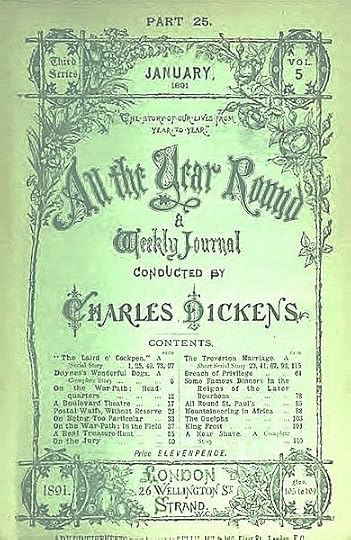 PART 25.
Third Series
JANUARY, 1891
VOL. 5
"THE STORY OF OUR LIVES FROM
YEAR TO YEAR"
All the Year Round
a
Weekly Journal
CONDUCTED BY
CHARLES DICKENS.
CONTENTS.
PAGE
"The Laird o' Cockpen." A
Serial Story 1, 25, 49, 73, 97
Doynes's Wonderful Dogs. A
Complete Story 6
On the War-Path: Head-
quarters 12
A Boulevard Theatre 17
Postal Waifs, Without Reserve 23
On Being Too Particular 33
On the War-Path: In the Field 37
A Real Treasure-Hunt 55
On the Jury 60
PAGE
The Troverton Marriage. A
Short Serial Story 20, 41, 67, 93, 115
Breach of Privilege 64
Some Famous Dinners in the
Reigns of the Later
Bourbons 78
All Round St. Paul's 85
Mountaineering in Africa 88
The Guelphs 103
King Frost 103
A Near Shave. A Complete
Story 110
Price ELEVENPENCE.
1891.
LONDON
26 WELLINGTON ST
STRAND.
105 to 109